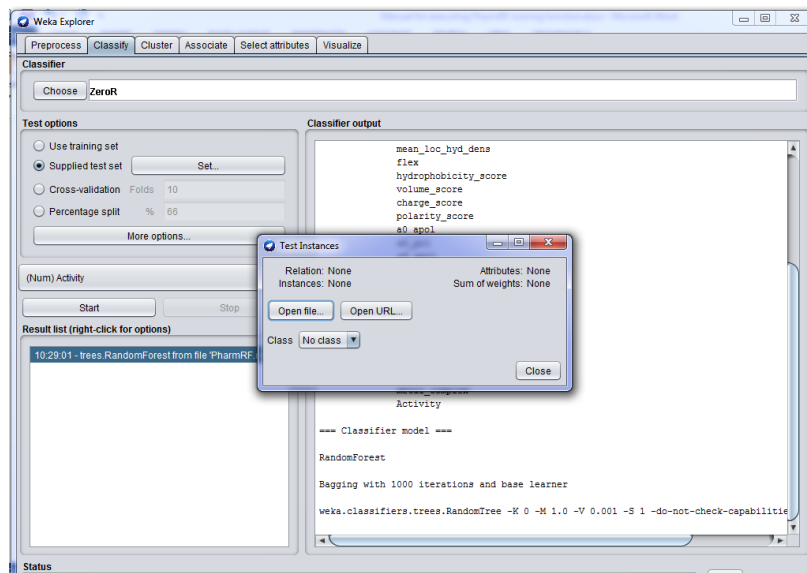 Weka Explorer
Preprocess Classify Cluster Associate Select attributes Visualize
Classifier
Choose ZeroR
Test options
Use training set
Supplied test set Set...
Cross-validation Folds 10
Percentage split % 66
More options...
(Num) Activity
Start Stop
Result list (right-click for options)
10:29:01 - trees.RandomForest from file 'PharmRF.
Classifier output
mean_loc_hyd_dens
flex
hydrophobicity_score
volume_score
charge_score
polarity_score
a0_apol
Test Instances
Relation: None Attributes: None
Instances: None Sum of weights: None
Open file... Open URL...
Class No class
Close
Activity
=== Classifier model ===
RandomForest
Bagging with 1000 iterations and base learner
weka.classifiers.trees.RandomTree -K 0 -M 1.0 -V 0.001 -S 1 -do-not-check-capabilitie
Status